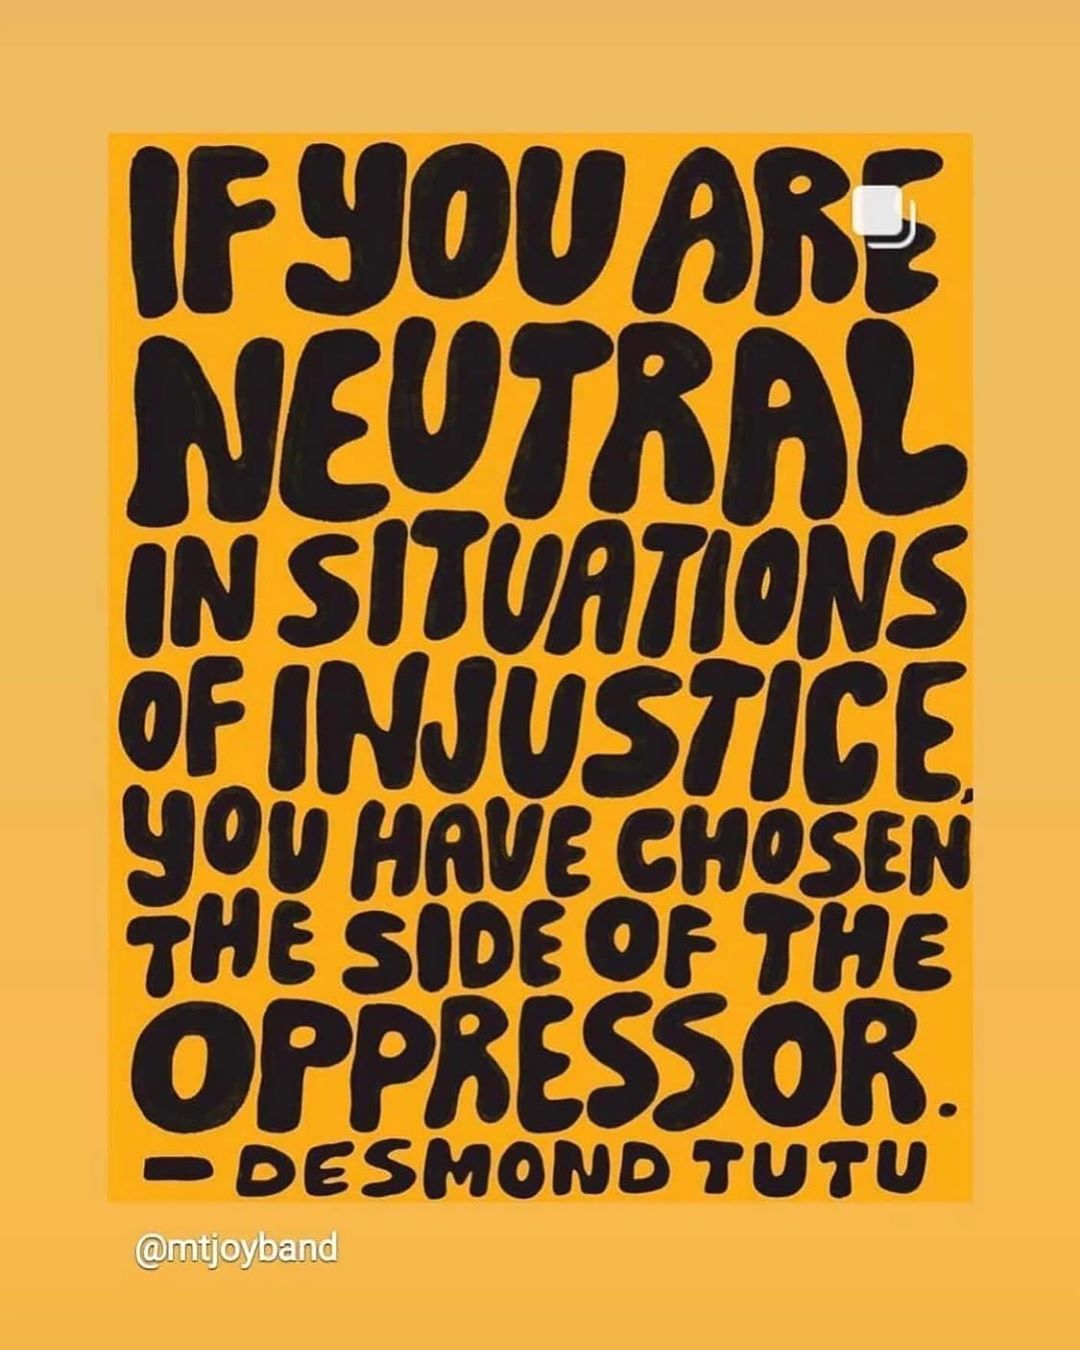 IF YOU ARE
NEUTRAL
IN SITUATIONS
OF INJUSTICE,
YOU HAVE CHOSEN
THE SIDE OF THE
OPPRESSOR.
— DESMOND TUTU
@mtjoyband